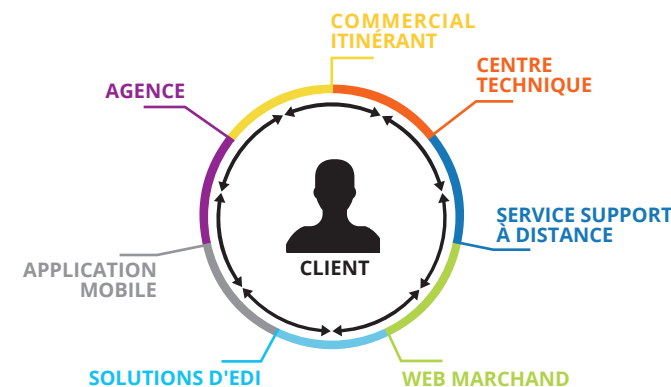 COMMERCIAL
ITINÉRANT
CENTRE
TECHNIQUE
AGENCE
SERVICE SUPPORT
À DISTANCE
CLIENT
APPLICATION
MOBILE
SOLUTIONS D'EDI
WEB MARCHAND